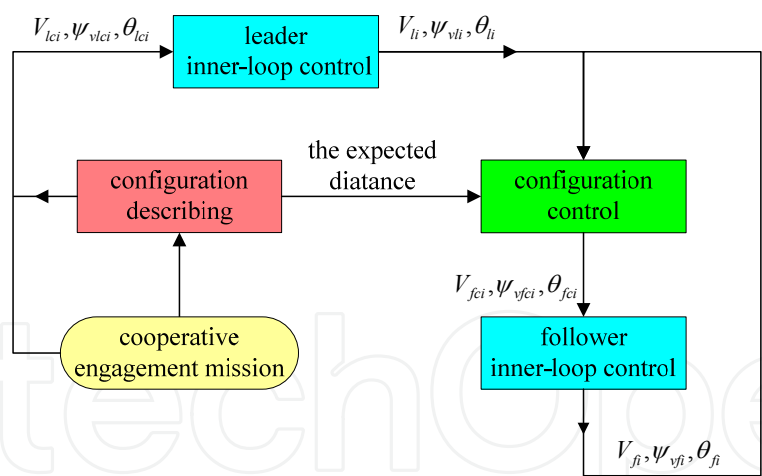 V_lci, ψ_vlci, θ_lci
leader
inner-loop control
V_li, ψ_vli, θ_li
configuration
describing
the expected
diatance
configuration
control
V_fci, ψ_vfci, θ_fci
cooperative
engagement mission
follower
inner-loop control
V_fi, ψ_vfi, θ_fi
techOpe